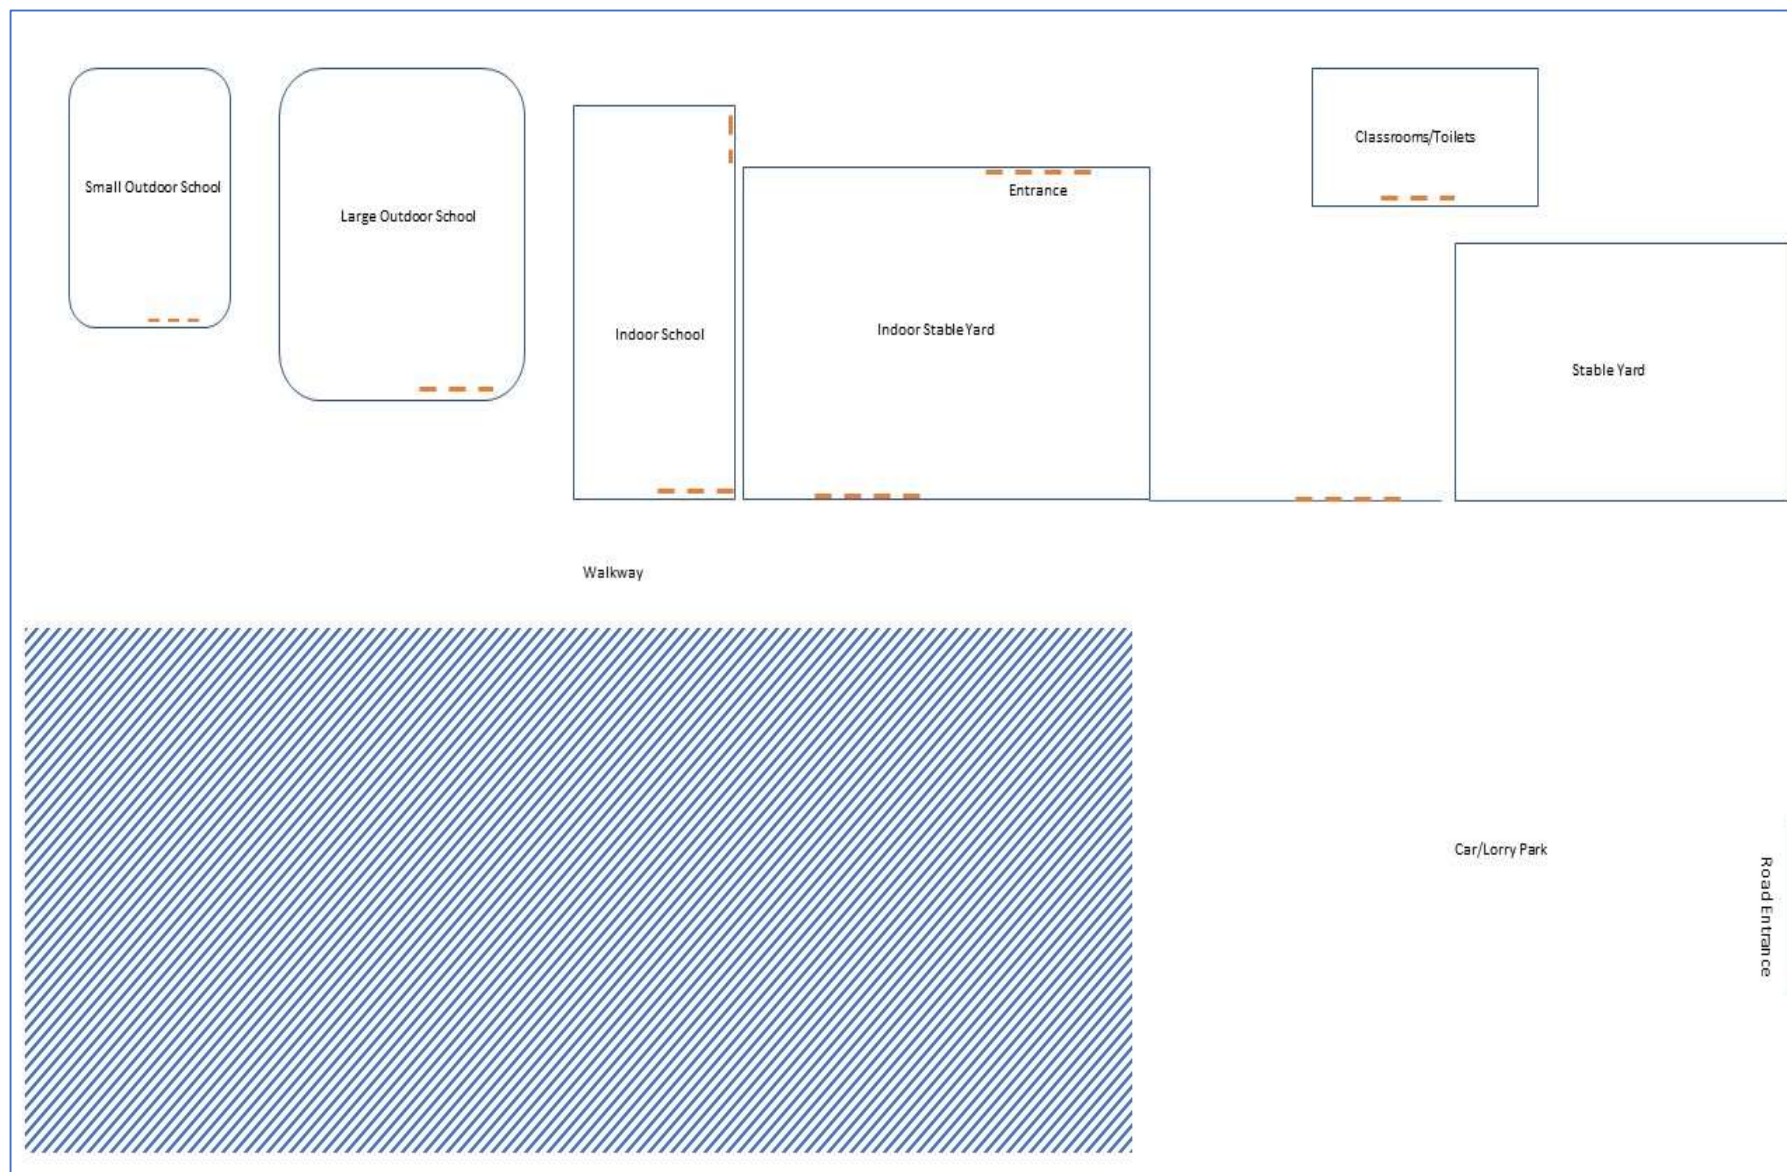 Classrooms/Toilets
Small Outdoor School
Entrance
Large Outdoor School
Indoor School
Indoor Stable Yard
Stable Yard
Walkway
Car/Lorry Park
Road Entrance